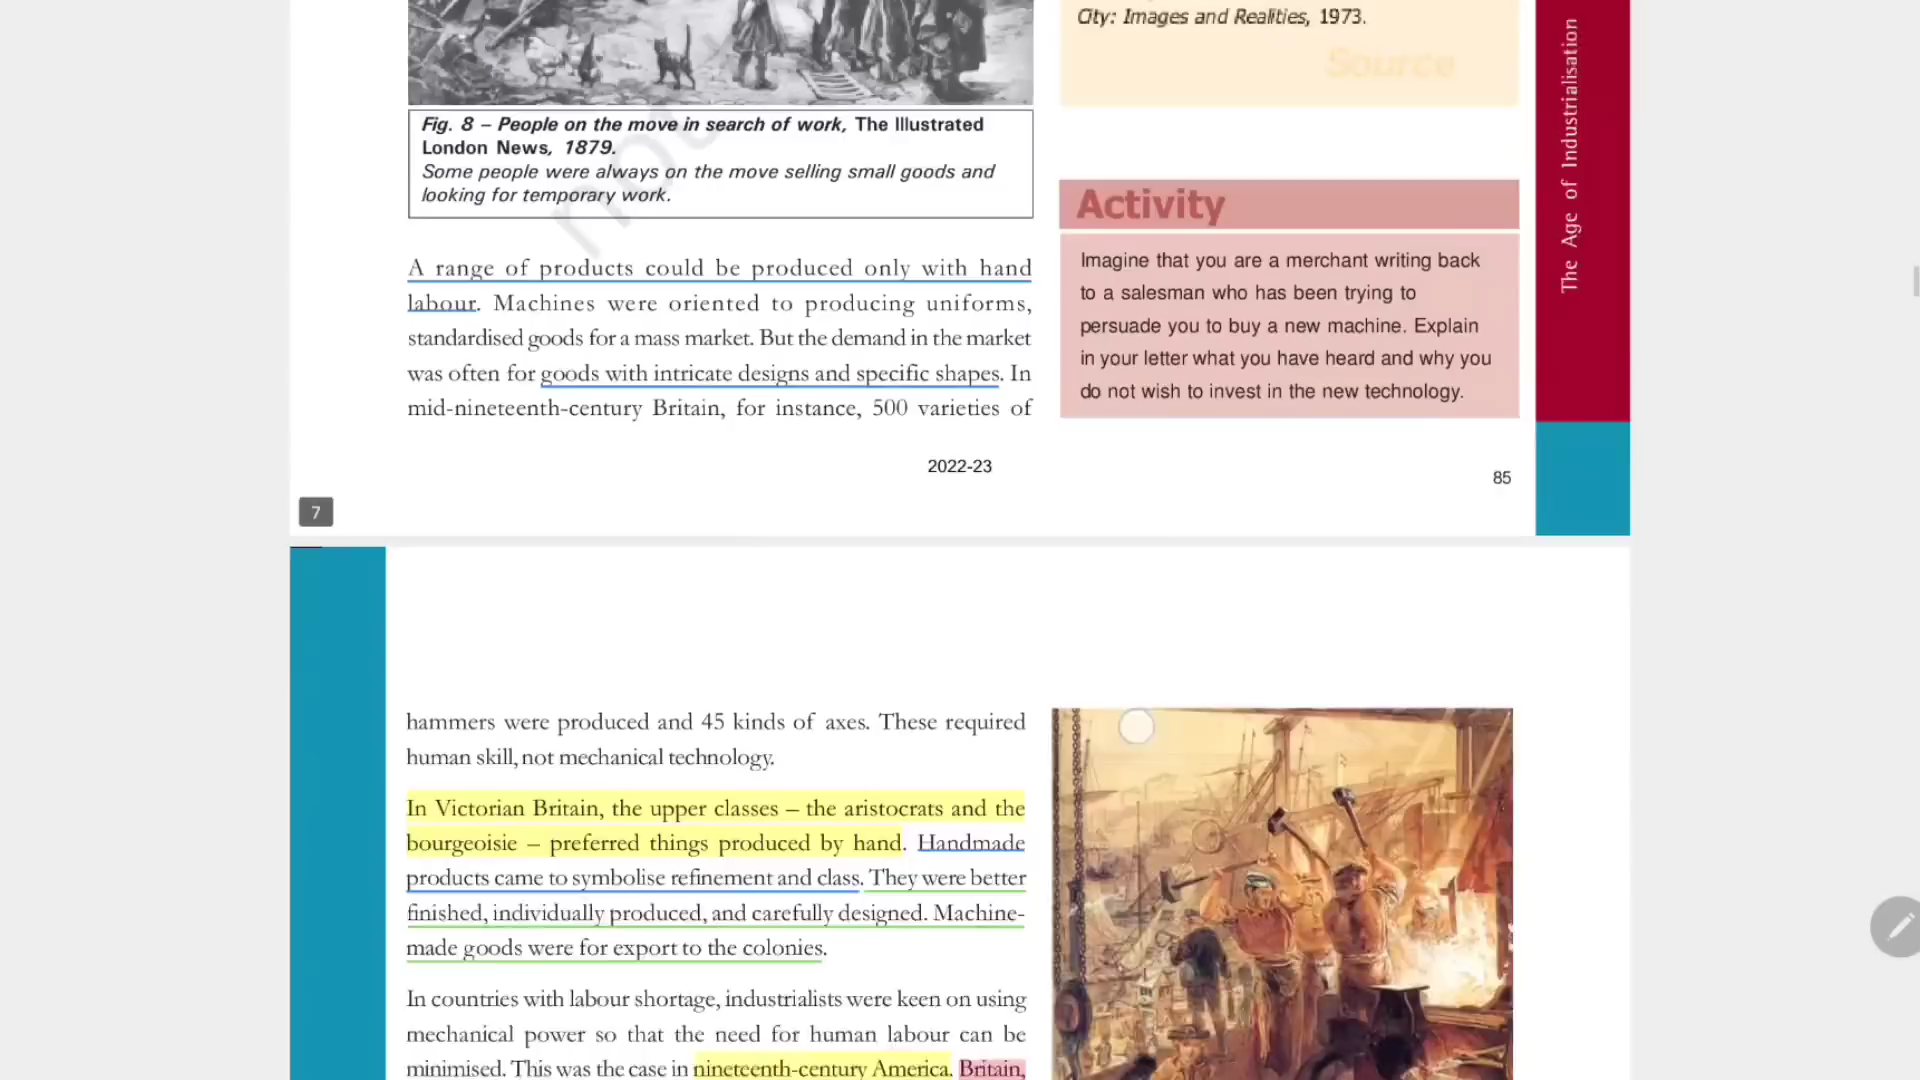 City: Images and Realities, 1973.
Source
The Age of Industrialisation
Fig. 8 – People on the move in search of work, The Illustrated
London News, 1879.
Some people were always on the move selling small goods and
looking for temporary work.
not
Activity
Imagine that you are a merchant writing back
to a salesman who has been trying to
persuade you to buy a new machine. Explain
in your letter what you have heard and why you
do not wish to invest in the new technology.
A range of products could be produced only with hand
labour. Machines were oriented to producing uniforms,
standardised goods for a mass market. But the demand in the market
was often for goods with intricate designs and specific shapes. In
mid-nineteenth-century Britain, for instance, 500 varieties of
2022-23
85
7
hammers were produced and 45 kinds of axes. These required
human skill, not mechanical technology.
In Victorian Britain, the upper classes – the aristocrats and the
bourgeoisie – preferred things produced by hand. Handmade
products came to symbolise refinement and class. They were better
finished, individually produced, and carefully designed. Machine-
made goods were for export to the colonies.
In countries with labour shortage, industrialists were keen on using
mechanical power so that the need for human labour can be
minimised. This was the case in nineteenth-century America. Britain,